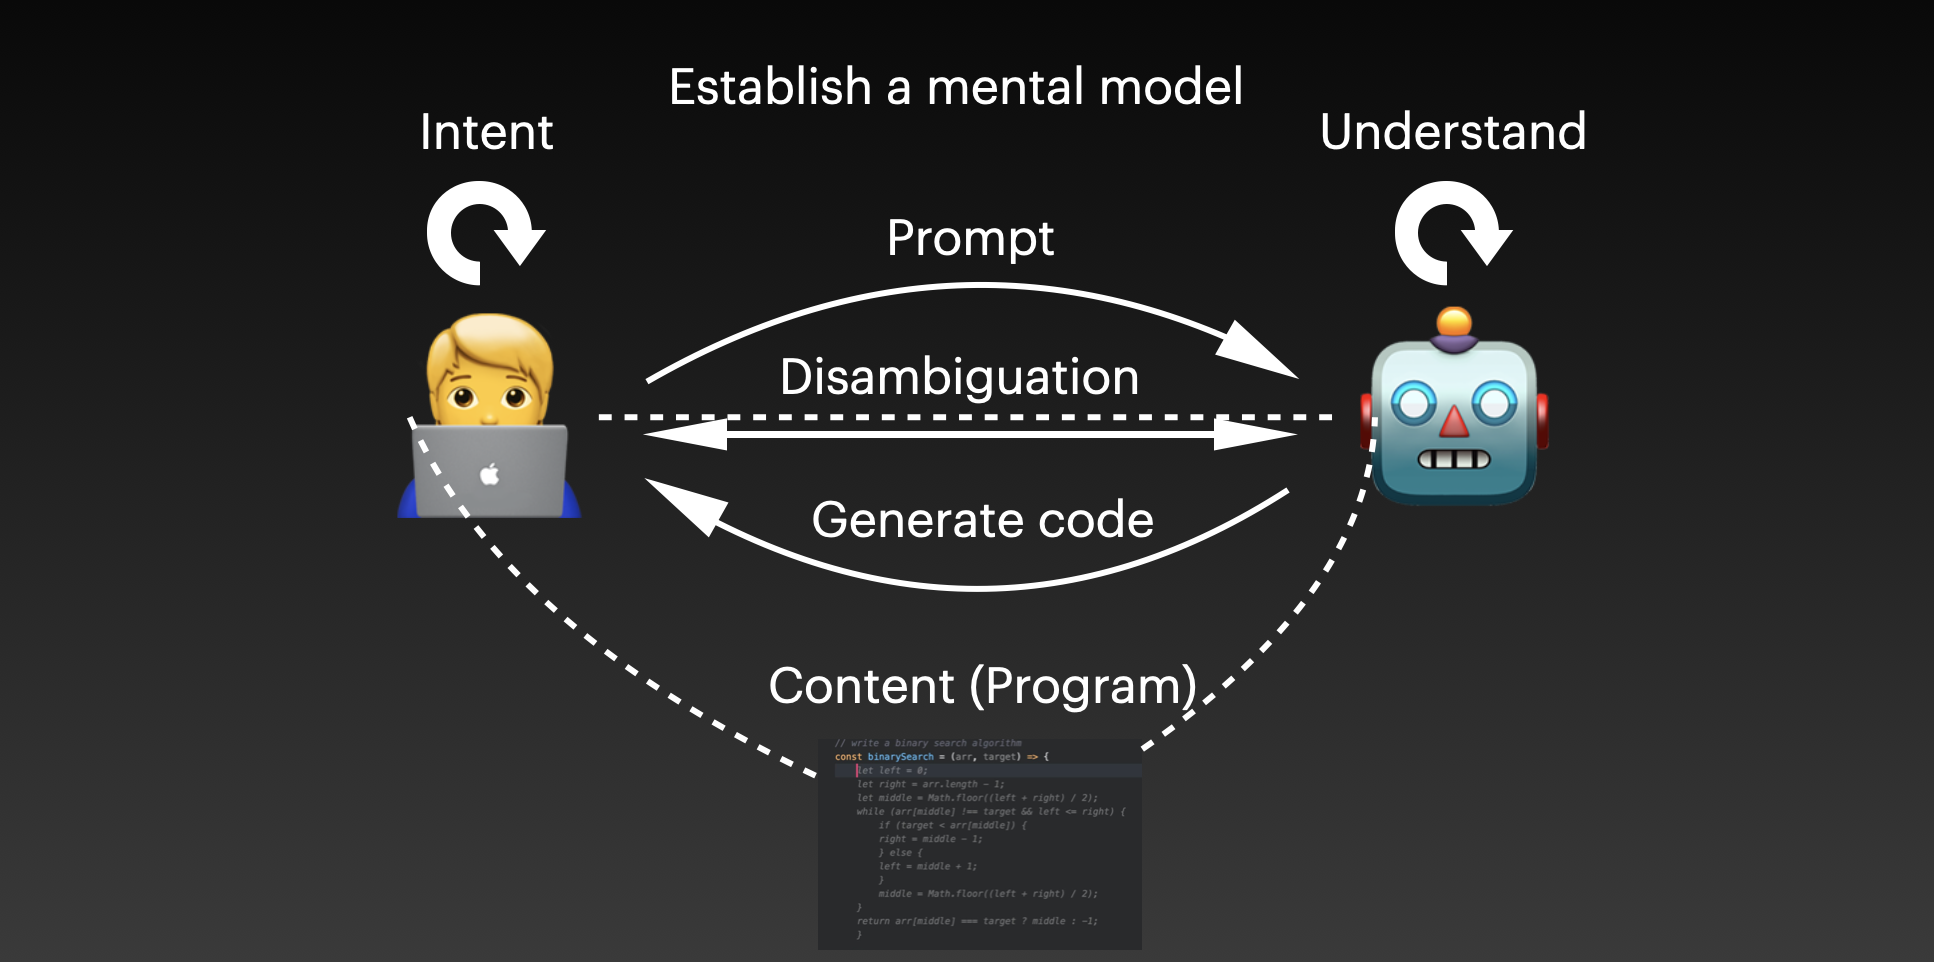 Establish a mental model
Intent
Understand
Prompt
Disambiguation
Generate code
Content (Program)
// write a binary search algorithm
const binarySearch = (arr, target) => {
let left = 0;
let right = arr.length - 1;
let middle = Math.floor((left + right) / 2);
while (arr[middle] !== target && left <= right) {
if (target < arr[middle]) {
right = middle - 1;
} else {
left = middle + 1;
}
middle = Math.floor((left + right) / 2);
}
return arr[middle] === target ? middle : -1;
}